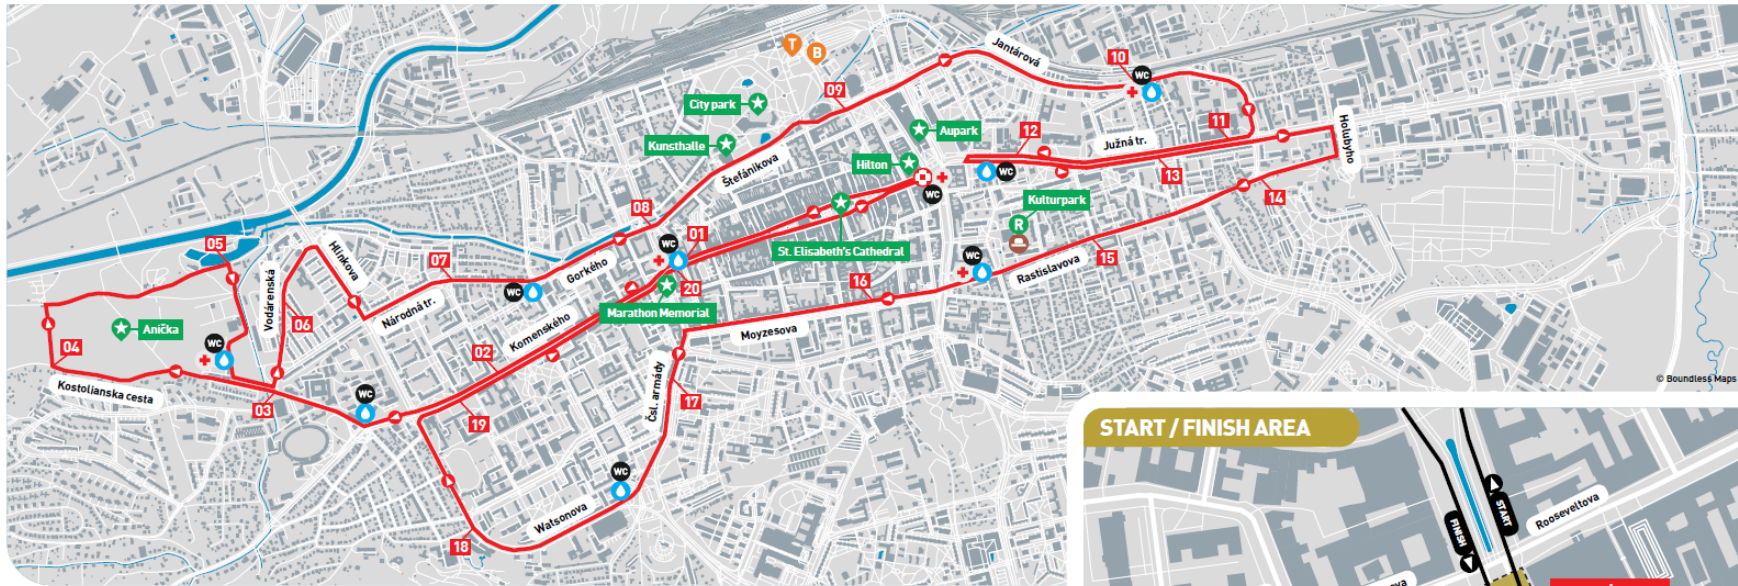 T
B
Jantárová
10
WC
09
City park
Aupark
12
11
Holubyho
Južná tr.
Kunsthalle
Hilton
WC
13
Štefánikova
WC
14
Kulturpark
R
08
St. Elisabeth's Cathedral
WC
01
05
Hlinkova
Vodárenská
07
Gorkého
WC
WC
Rastislavova
15
20
16
06
Národná tr.
Marathon Memorial
Anička
Komenského
Moyzesova
04
WC
02
Kostolianska cesta
WC
Čsl. armády
17
© Boundless Maps
03
19
START / FINISH AREA
WC
Watsonova
18
START
FINISH
Rooseveltova